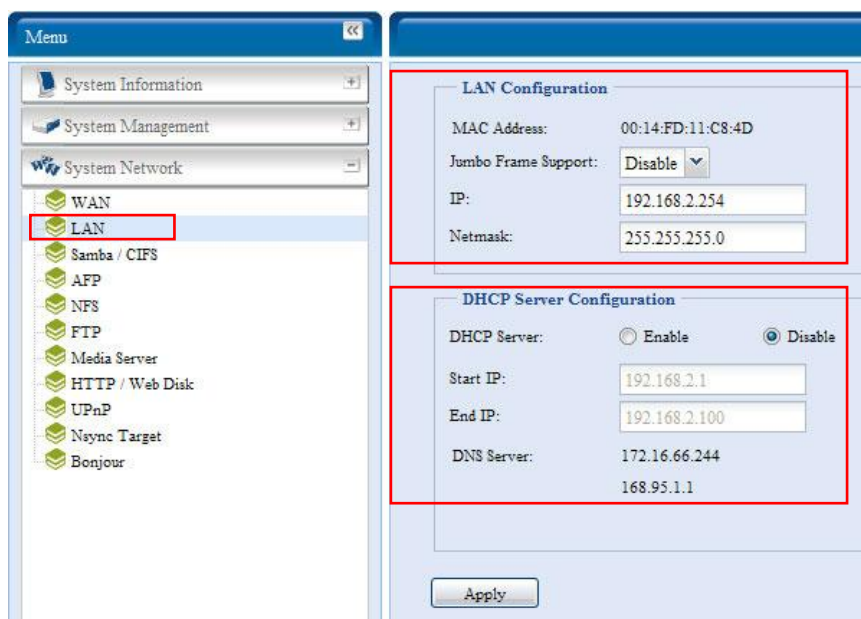 Menu
System Information
System Management
System Network
WAN
LAN
Samba / CIFS
AFP
NFS
FTP
Media Server
HTTP / Web Disk
UPnP
Nsync Target
Bonjour
LAN Configuration
MAC Address: 00:14:FD:11:C8:4D
Jumbo Frame Support: Disable
IP: 192.168.2.254
Netmask: 255.255.255.0
DHCP Server Configuration
DHCP Server: Enable Disable
Start IP: 192.168.2.1
End IP: 192.168.2.100
DNS Server: 172.16.66.244
168.95.1.1
Apply